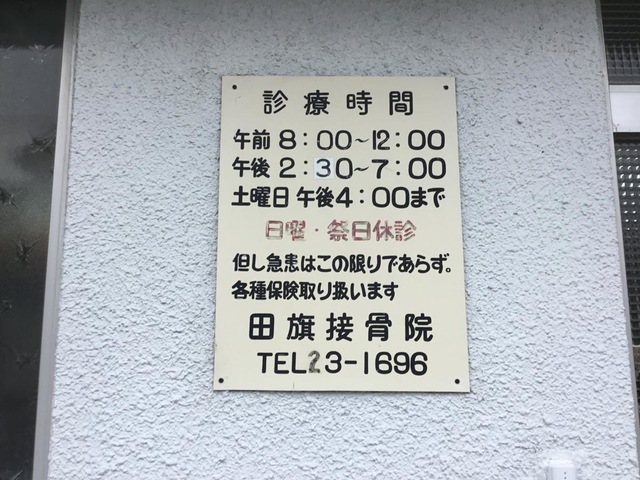 診療時間
午前 8:00~12:00
午後 2:30~7:00
土曜日 午後4:00まで
日曜・祭日休診
但し急患はこの限りであらず。
各種保険取り扱います
田旗接骨院
TEL23-1696